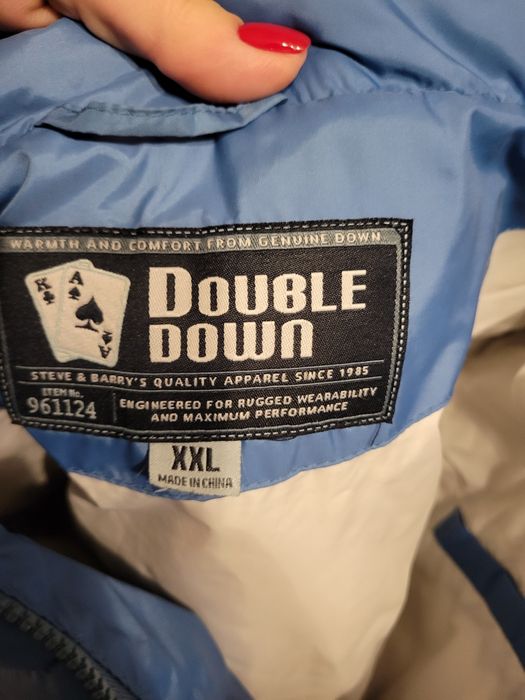 WARMTH AND COMFORT FROM GENUINE DOWN
K
A
A
DOUBLE
DOWN
STEVE & BARRY'S QUALITY APPAREL SINCE 1985
ITEM No.
961124
ENGINEERED FOR RUGGED WEARABILITY
AND MAXIMUM PERFORMANCE
XXL
MADE IN CHINA